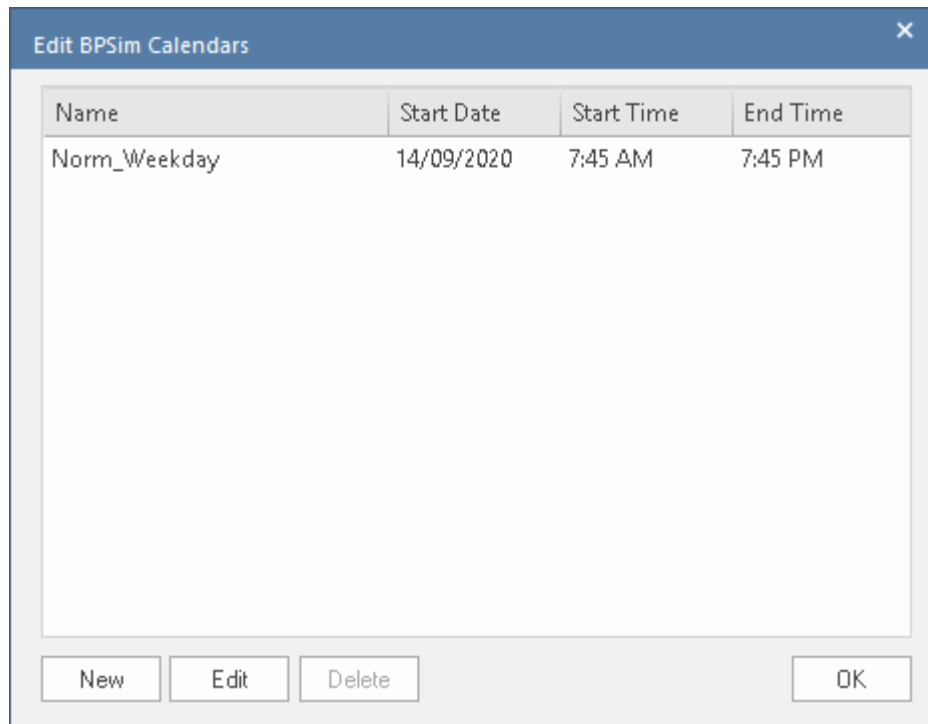 Edit BPSim Calendars
Name Start Date Start Time End Time
Norm_Weekday 14/09/2020 7:45 AM 7:45 PM
New Edit Delete OK